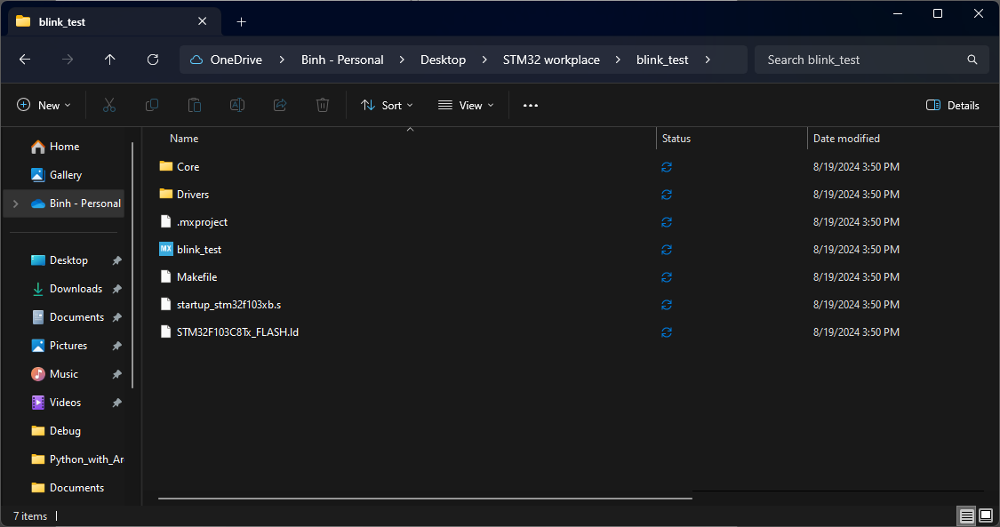 blink_test
OneDrive Binh - Personal Desktop STM32 workplace blink_test Search blink_test
New Sort View Details
Home
Gallery
Binh - Personal
Desktop
Downloads
Documents
Pictures
Music
Videos
Debug
Python_with_Ar
Documents
Name Status Date modified
Core 8/19/2024 3:50 PM
Drivers 8/19/2024 3:50 PM
.mxproject 8/19/2024 3:50 PM
MX blink_test 8/19/2024 3:50 PM
Makefile 8/19/2024 3:50 PM
startup_stm32f103xb.s 8/19/2024 3:50 PM
STM32F103C8Tx_FLASH.ld 8/19/2024 3:50 PM
7 items